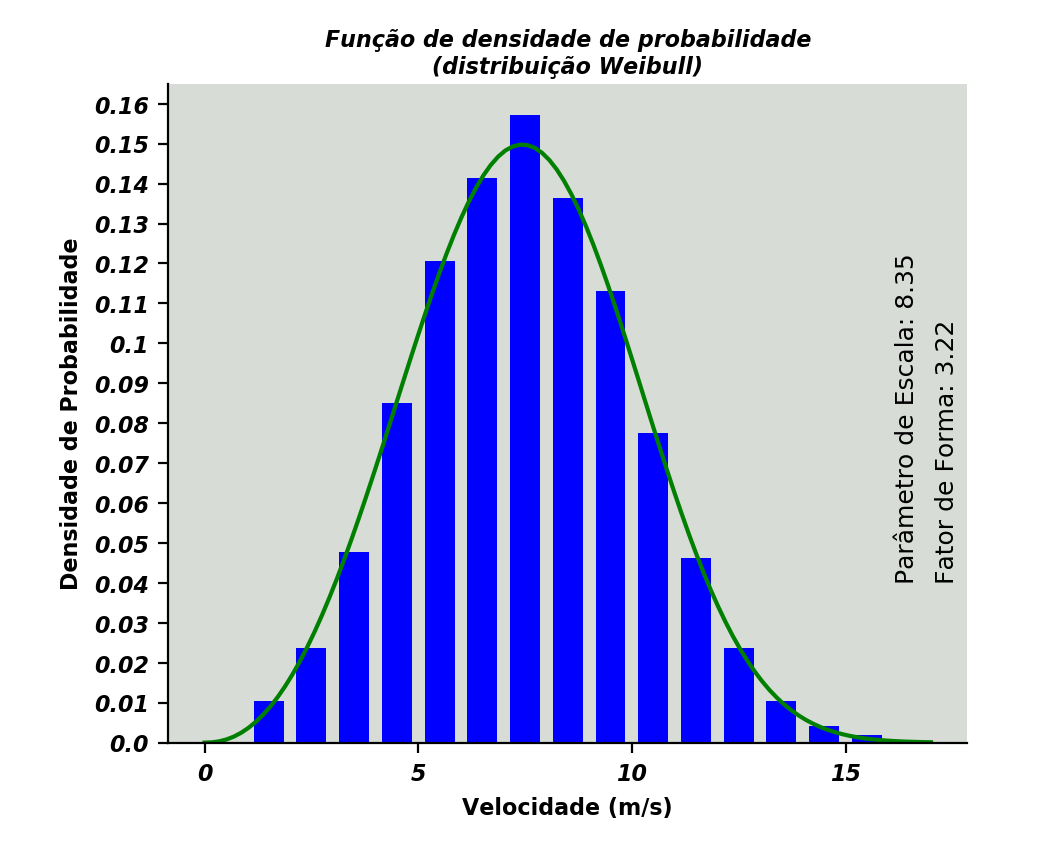 Função de densidade de probabilidade
(distribuição Weibull)
Densidade de Probabilidade
0.16
0.15
0.14
0.13
0.12
0.11
0.1
0.09
0.08
0.07
0.06
0.05
0.04
0.03
0.02
0.01
0.0
0 5 10 15
Velocidade (m/s)
Parâmetro de Escala: 8.35
Fator de Forma: 3.22